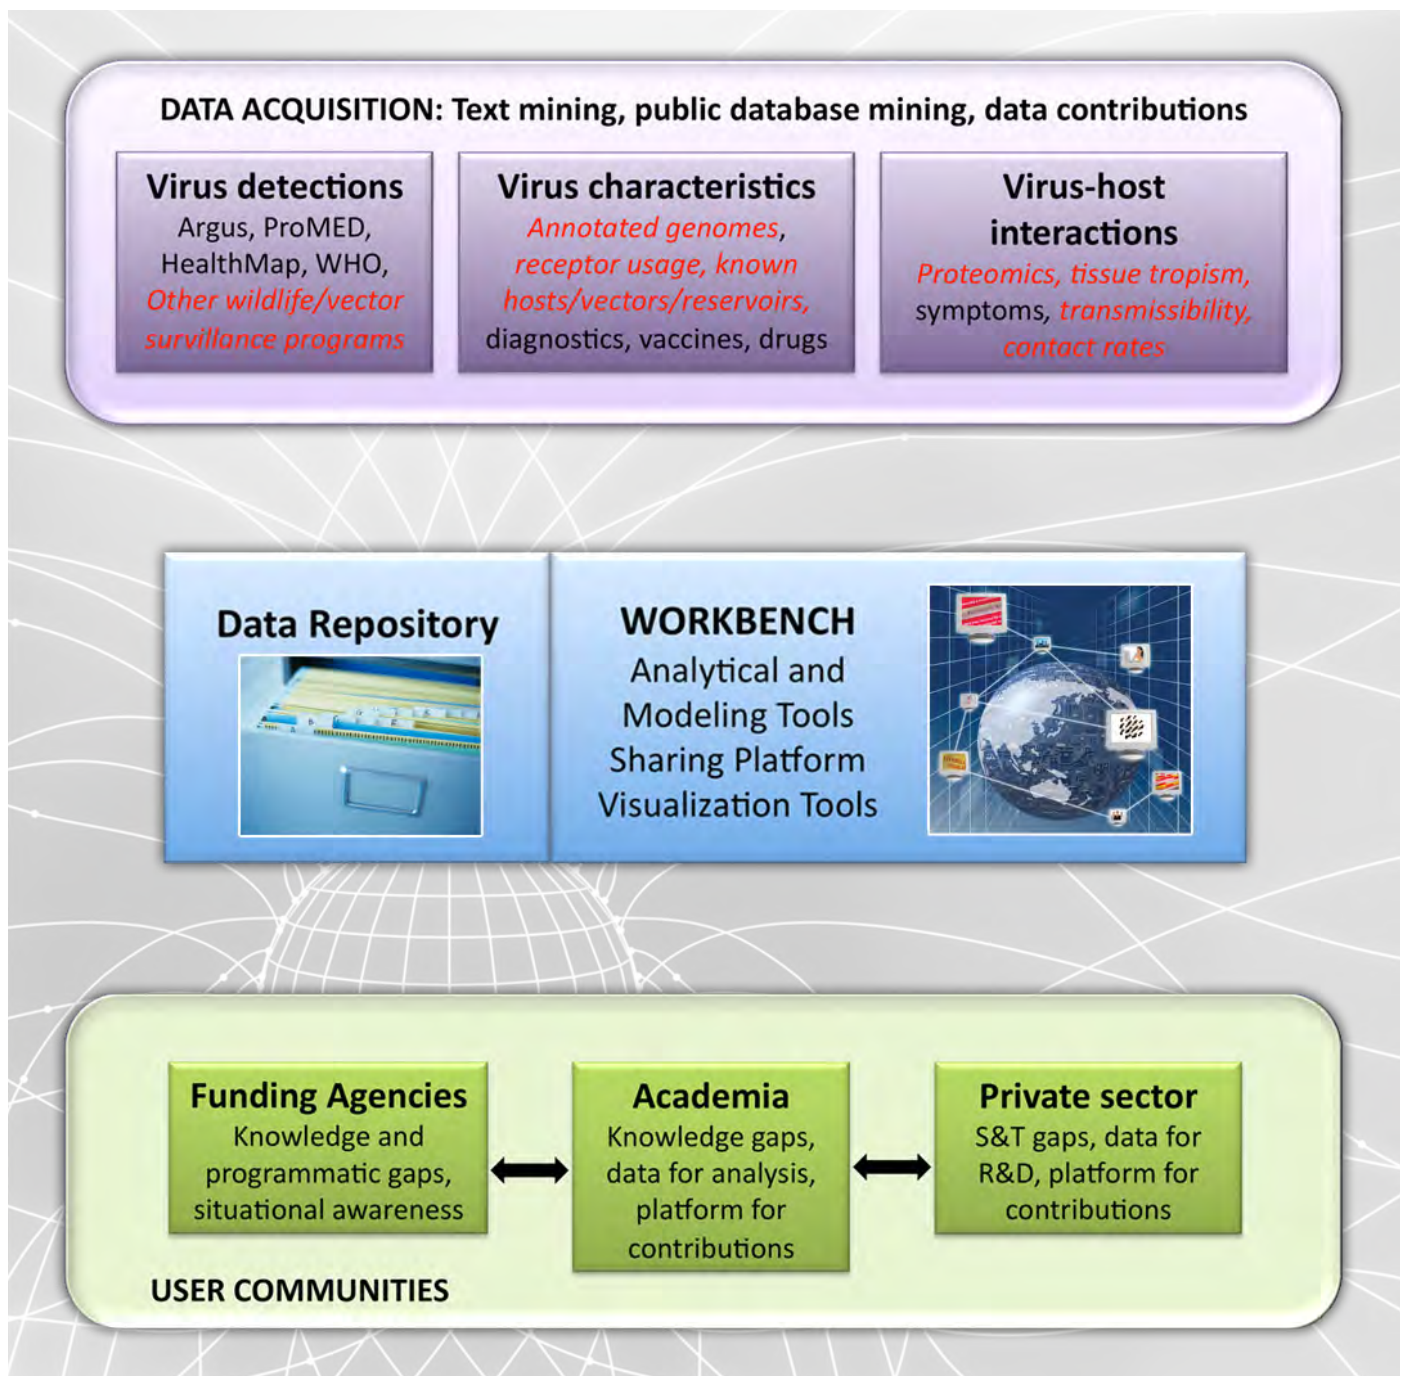 DATA ACQUISITION: Text mining, public database mining, data contributions
Virus detections
Argus, ProMED,
HealthMap, WHO,
Other wildlife/vector
survillance programs
Virus characteristics
Annotated genomes,
receptor usage, known
hosts/vectors/reservoirs,
diagnostics, vaccines, drugs
Virus-host
interactions
Proteomics, tissue tropism,
symptoms, transmissibility,
contact rates
Data Repository
WORKBENCH
Analytical and
Modeling Tools
Sharing Platform
Visualization Tools
Funding Agencies
Knowledge and
programmatic gaps,
situational awareness
Academia
Knowledge gaps,
data for analysis,
platform for
contributions
Private sector
S&T gaps, data for
R&D, platform for
contributions
USER COMMUNITIES